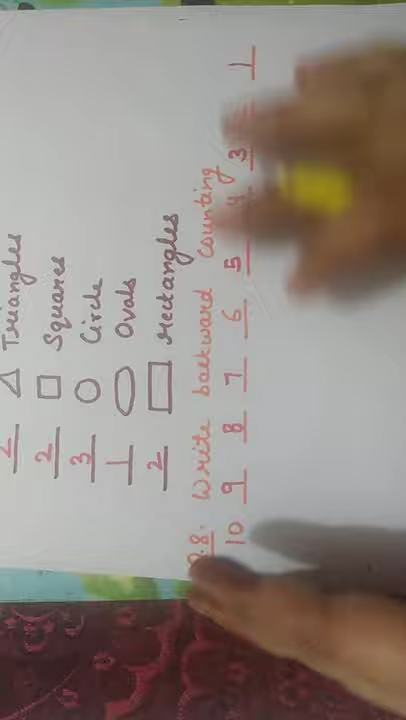 2 △ Triangles
2 □ Squares
3 ○ Circle
1 Ovals
2 rectangles
Q.8. Write backward counting
10 9 8 7 6 5 4 3 1